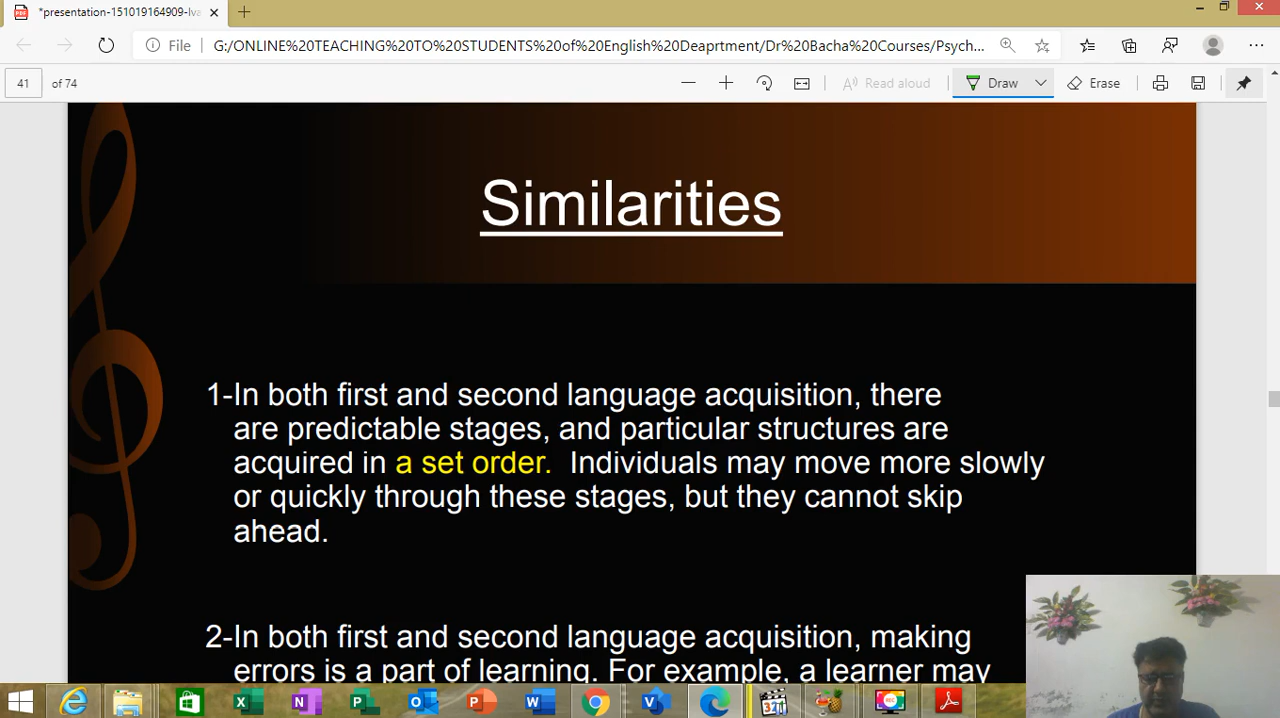 *presentation-151019164909-lva
File
G:/ONLINE%20TEACHING%20TO%20STUDENTS%20of%20English%20Deaprtment/Dr%20Bacha%20Courses/Psych...
41 of 74
Read aloud
Draw
Erase
Similarities
1-In both first and second language acquisition, there
are predictable stages, and particular structures are
acquired in a set order. Individuals may move more slowly
or quickly through these stages, but they cannot skip
ahead.
2-In both first and second language acquisition, making
errors is a part of learning. For example, a learner may